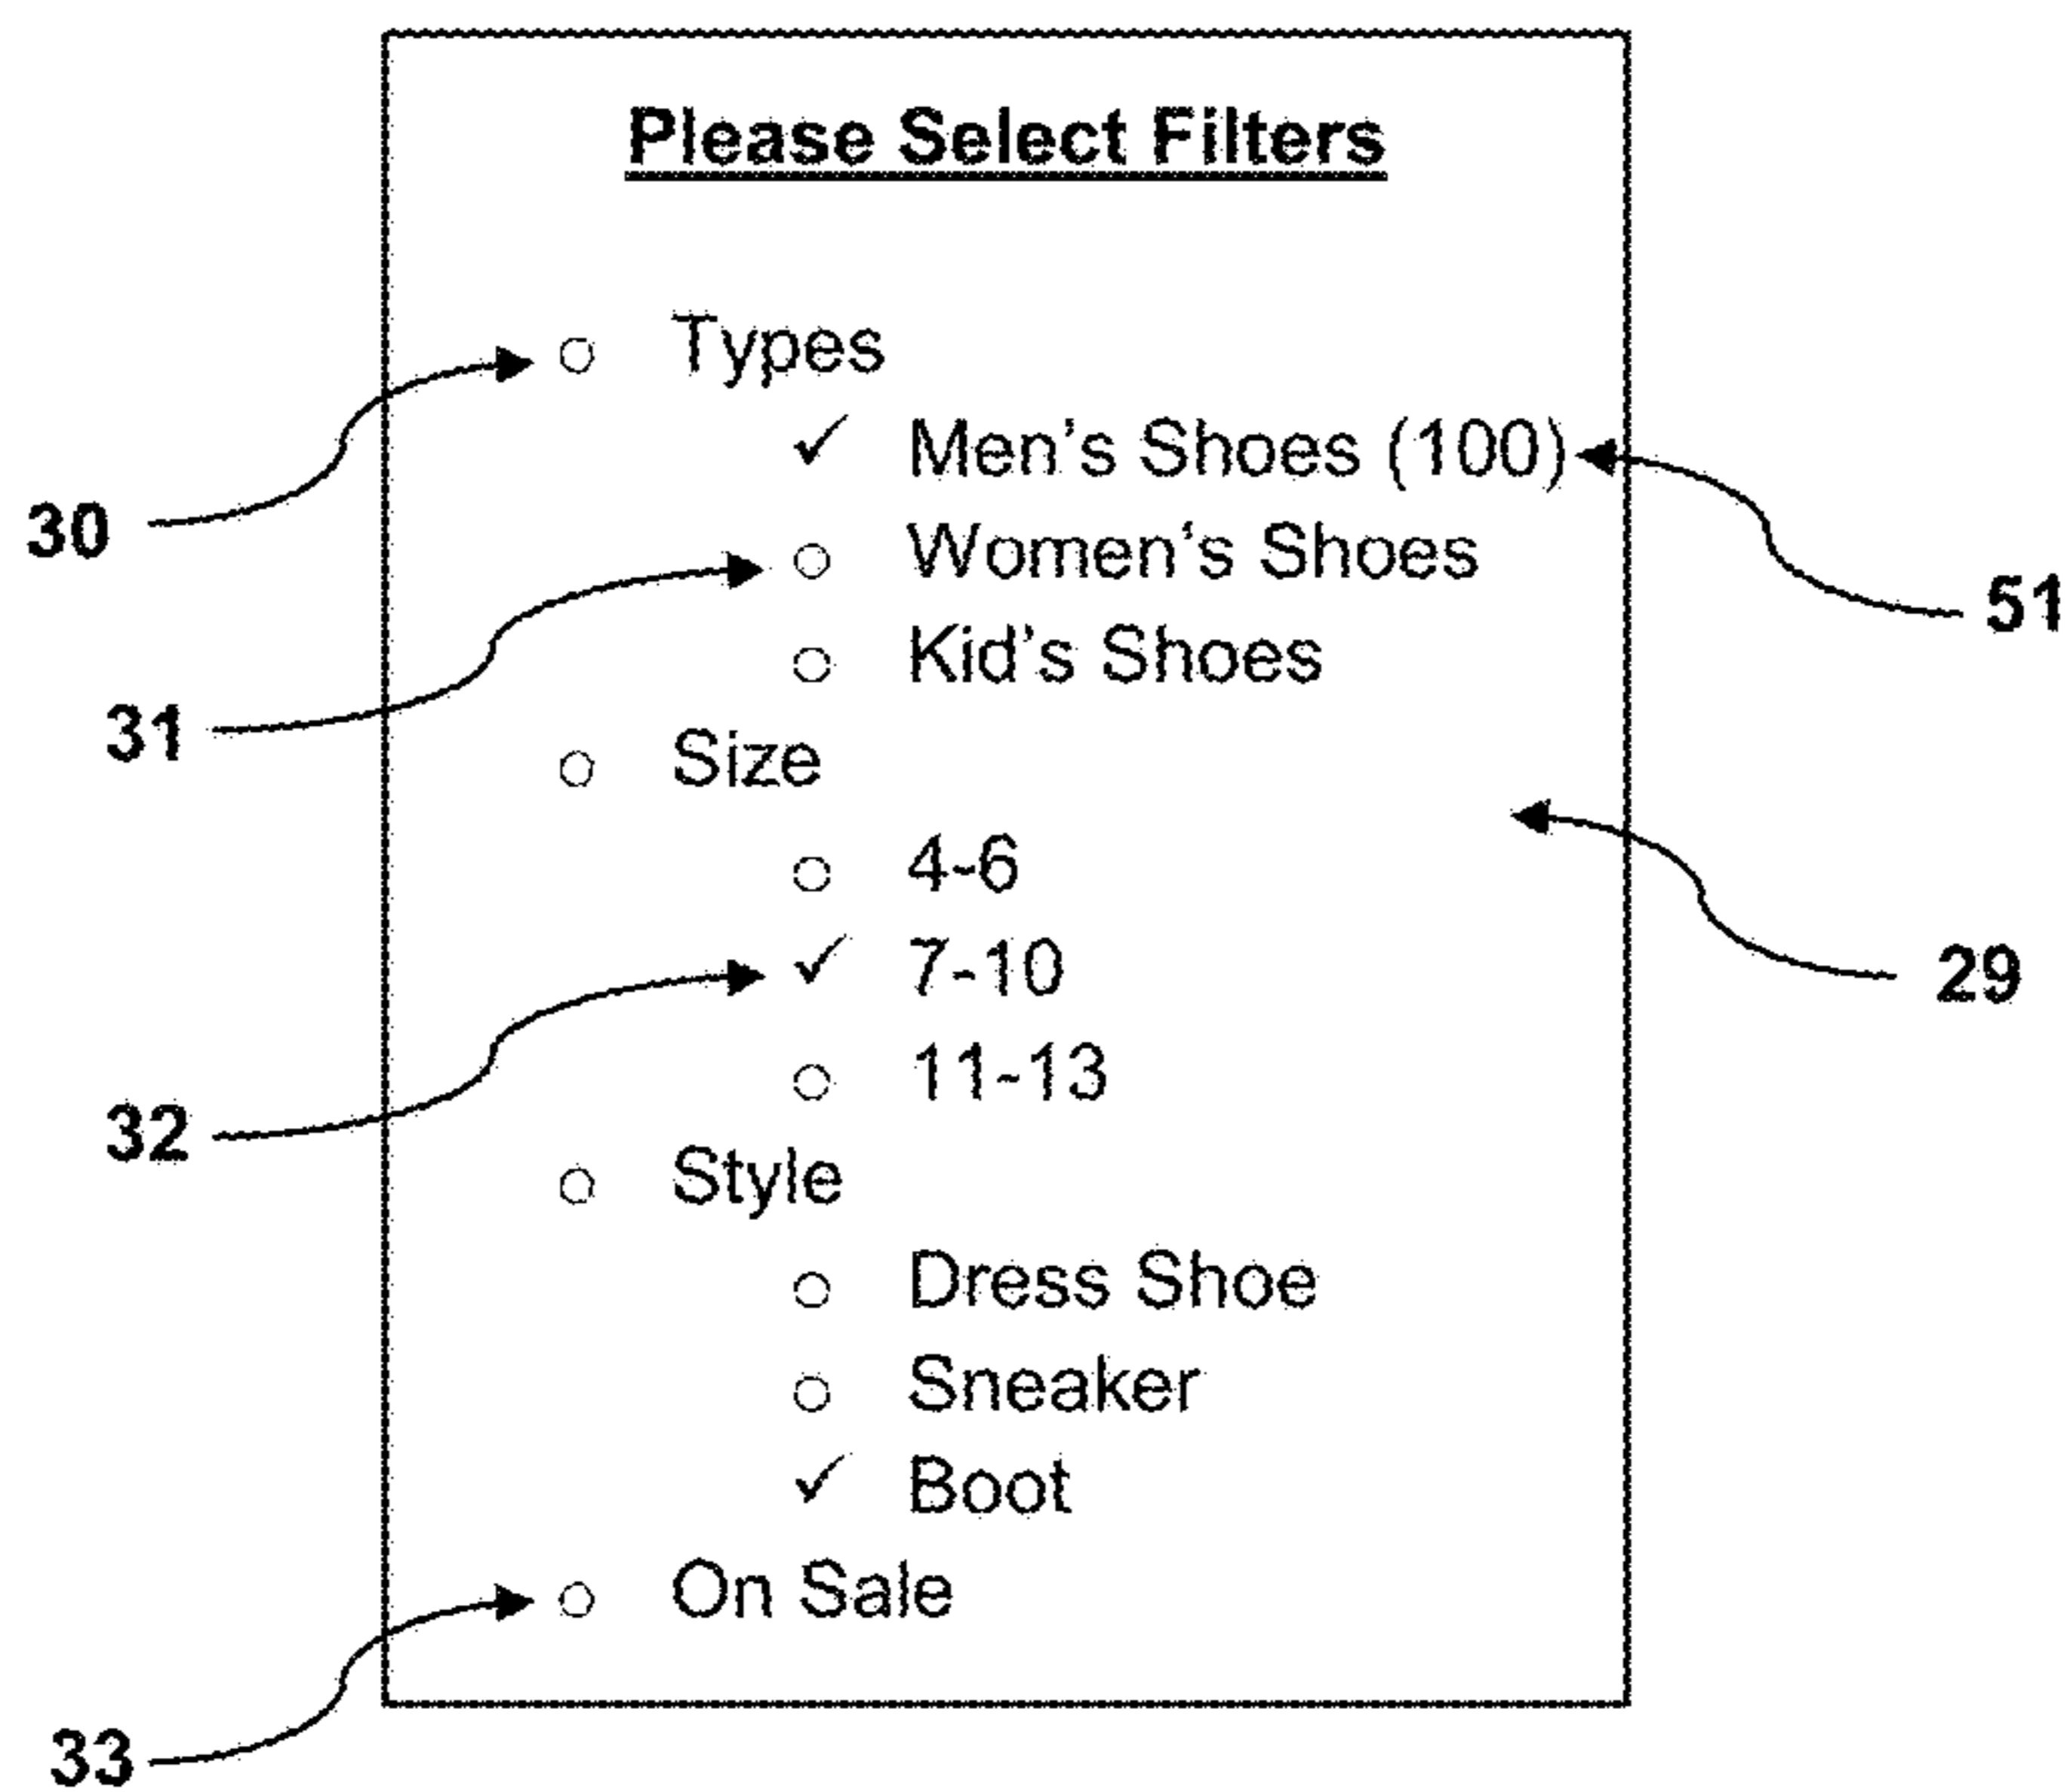 Please Select Filters
Types
Men's Shoes (100)
30
Women‘s Shoes
51
Kid's Shoes
31
Size
4-6
7-10
29
11-13
32
Style
Dress Shoe
Sneaker
Boot
On Sale
33